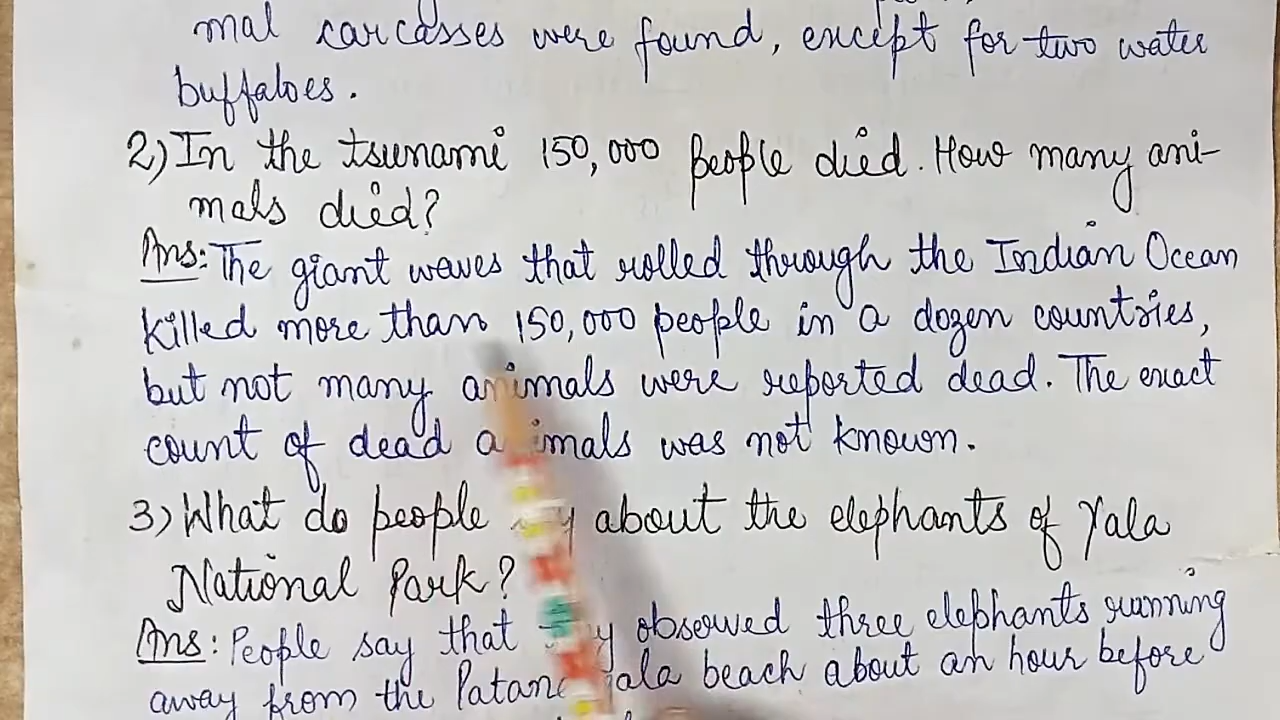 mal carcasses were found, except for two water
buffaloes.
2) In the tsunami 150,000 people died. How many ani-
mals died?
Ans: The giant waves that rolled through the Indian Ocean
killed more than 150,000 people in a dozen countries,
but not many animals were reported dead. The exact
count of dead animals was not known.
3) What do people about the elephants of Yala
National Park?
Ans: People say that observed three elephants running
away from the beach about an hour before